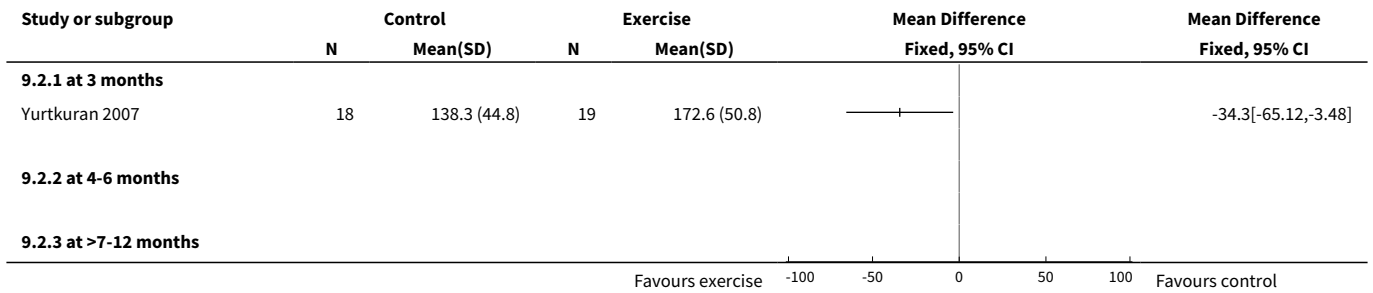 Study or subgroup Control Exercise Mean Difference Mean Difference
N Mean(SD) N Mean(SD) Fixed, 95% CI Fixed, 95% CI
9.2.1 at 3 months
Yurtkuran 2007 18 138.3 (44.8) 19 172.6 (50.8) -34.3[-65.12,-3.48]
9.2.2 at 4-6 months
9.2.3 at >7-12 months
Favours exercise -100 -50 0 50 100 Favours control